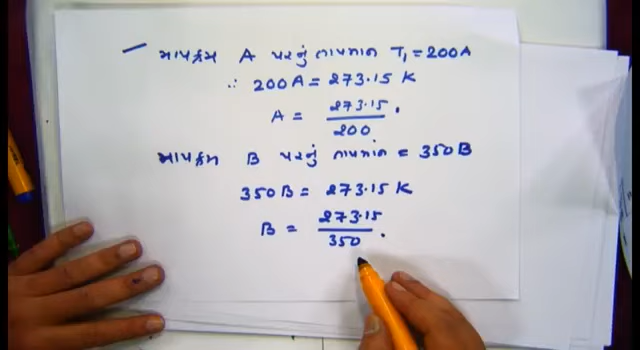 — માપક્રમ A પરનું તાપમાન T₁ = 200A
∴ 200A = 273.15 K
A = 273.15 / 200 .
માપક્રમ B પરનું તાપમાન = 350B
350B = 273.15 K
B = 273.15 / 350 .